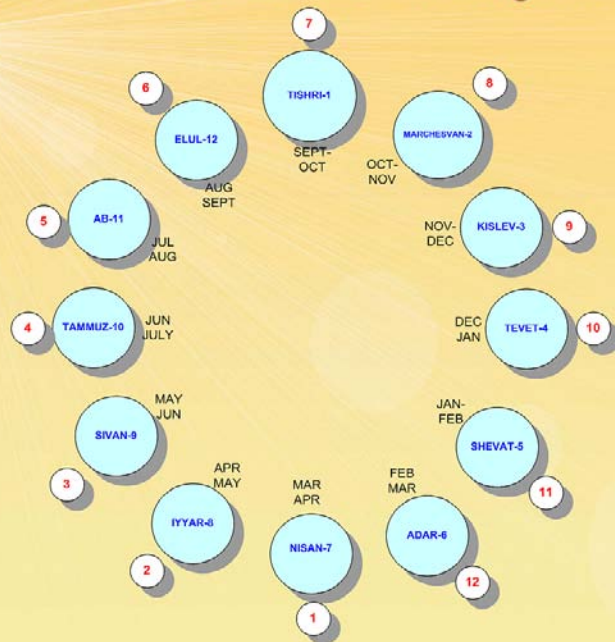 7
TISHRI-1
SEPT-
OCT
8
MARCHESVAN-2
OCT-
NOV
9
KISLEV-3
NOV-
DEC
10
TEVET-4
DEC
JAN
11
SHEVAT-5
JAN-
FEB
12
ADAR-6
FEB
MAR
1
NISAN-7
MAR
APR
2
IYYAR-8
APR
MAY
3
SIVAN-9
MAY
JUN
4
TAMMUZ-10
JUN
JULY
5
AB-11
JUL
AUG
6
ELUL-12
AUG
SEPT